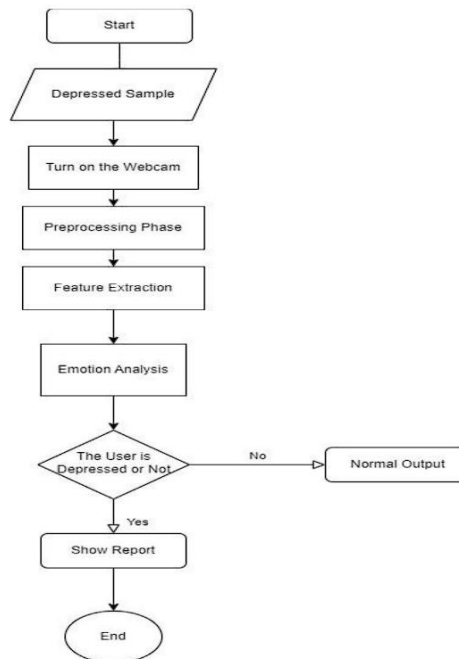 Start
Depressed Sample
Turn on the Webcam
Preprocessing Phase
Feature Extraction
Emotion Analysis
The User is
Depressed or Not
No
Normal Output
Yes
Show Report
End